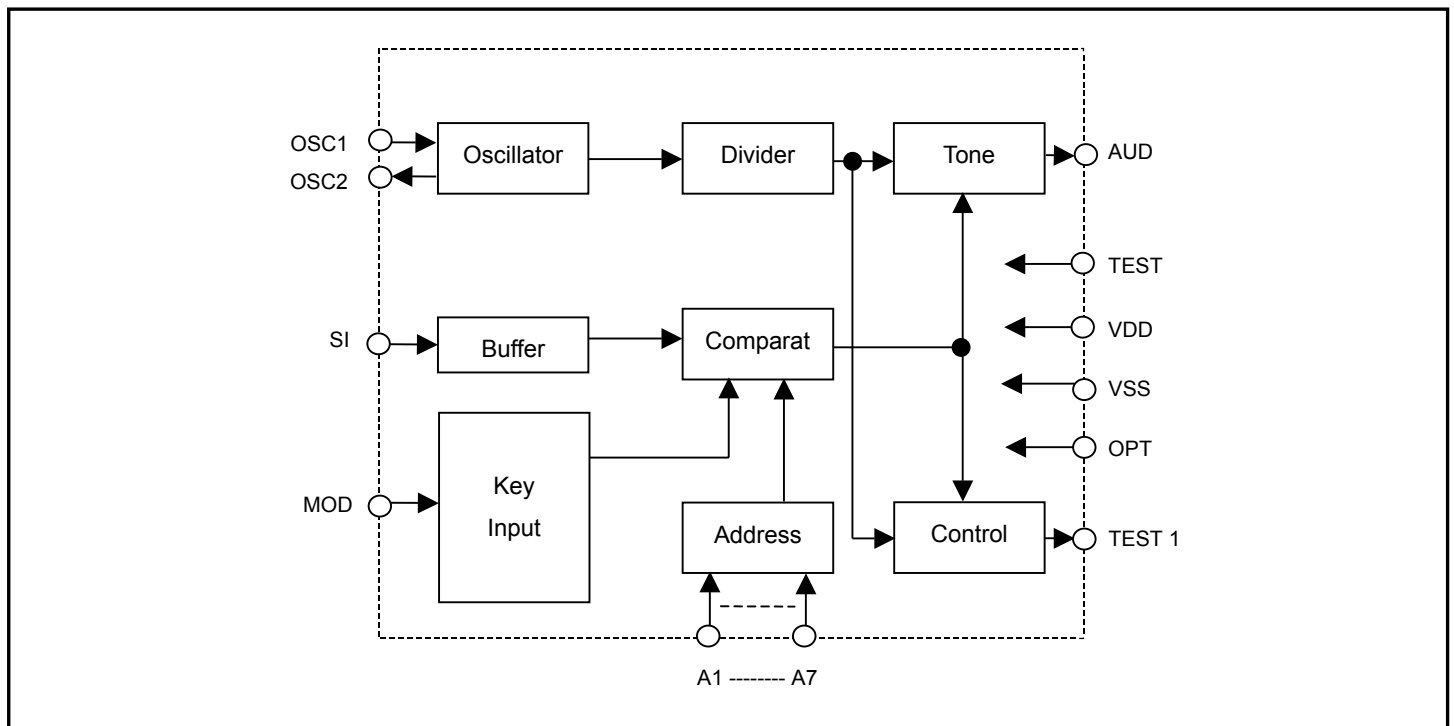 OSC1
OSC2
Oscillator
Divider
Tone
AUD
TEST
SI
Buffer
Comparat
VDD
VSS
OPT
MOD
Key
Input
Address
Control
TEST 1
A1 -------- A7